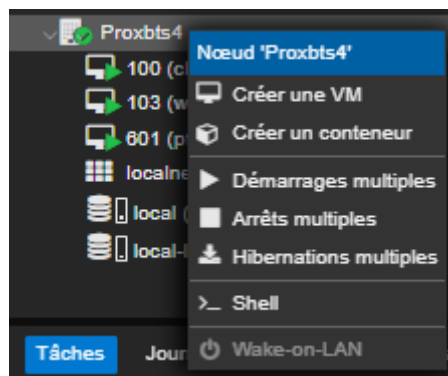 Proxbts4
Nœud 'Proxbts4'
100 (c
Créer une VM
103 (w
Créer un conteneur
601 (p
localne
Démarrages multiples
local (
Arrêts multiples
local-l
Hibernations multiples
>_ Shell
Tâches
Jour
Wake-on-LAN